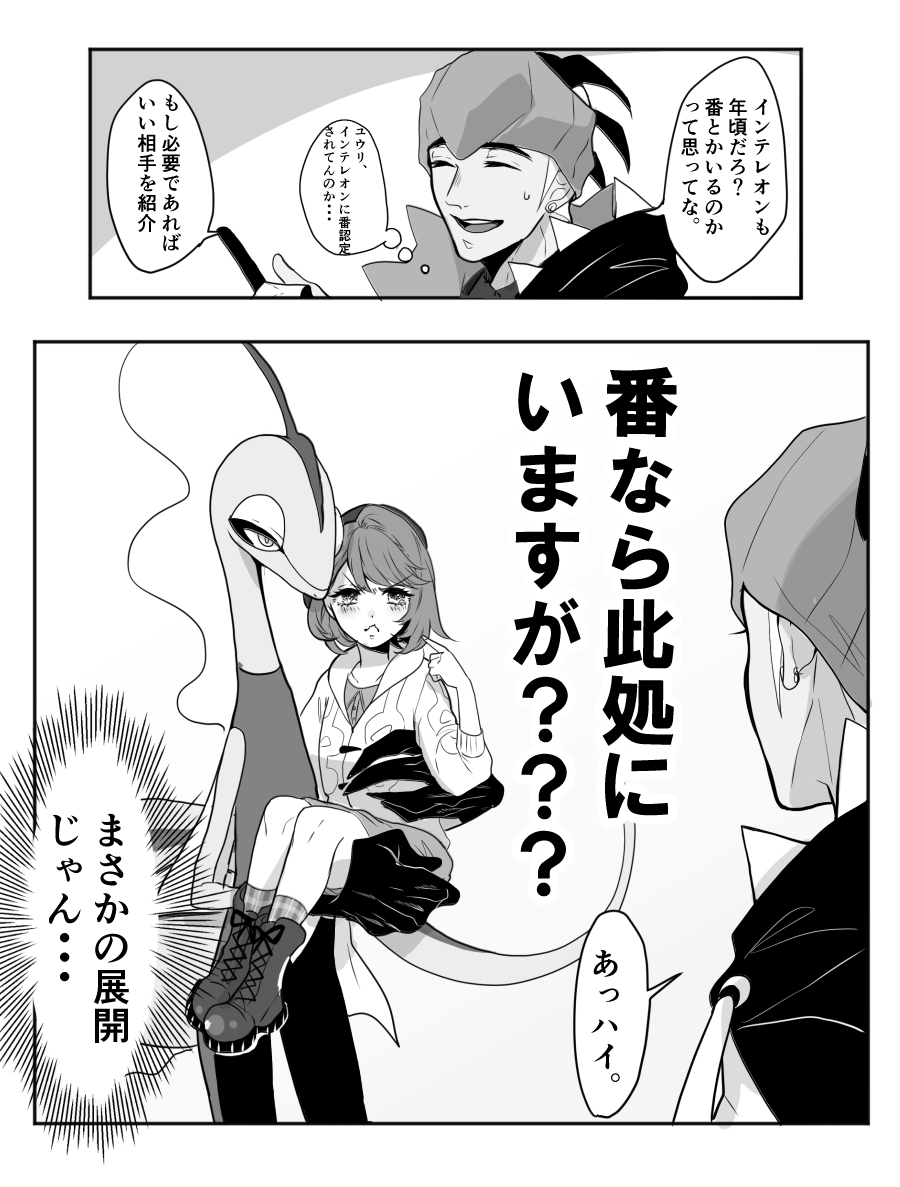 インテレオンも
年頃だろ？
番とかいるのか
って思ってな。
ユウリ、
インテレオンに番認定
されてんのか・・・
もし必要であれば
いい相手を紹介
番なら此処に
いますが？？？
あっハイ。
まさかの展開
じゃん・・・